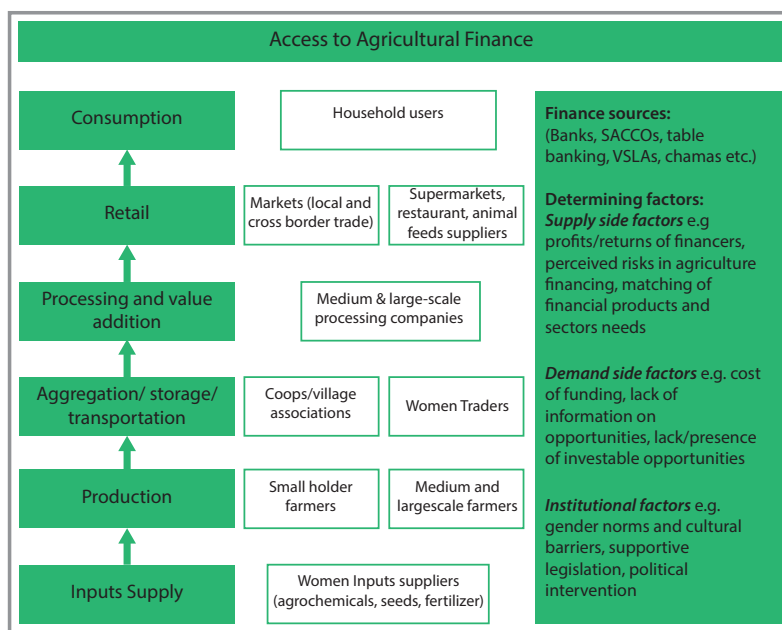 Access to Agricultural Finance
Consumption
Household users
Retail
Markets (local and
cross border trade)
Supermarkets,
restaurant, animal
feeds suppliers
Processing and value
addition
Medium & large-scale
processing companies
Aggregation/ storage/
transportation
Coops/village
associations
Women Traders
Production
Small holder
farmers
Medium and
largescale farmers
Inputs Supply
Women Inputs suppliers
(agrochemicals, seeds, fertilizer)
Finance sources:
(Banks, SACCOs, table
banking, VSLAs, chamas etc.)
Determining factors:
Supply side factors e.g
profits/returns of financers,
perceived risks in agriculture
financing, matching of
financial products and
sectors needs
Demand side factors e.g. cost
of funding, lack of
information on
opportunities, lack/presence
of investable opportunities
Institutional factors e.g.
gender norms and cultural
barriers, supportive
legislation, political
intervention